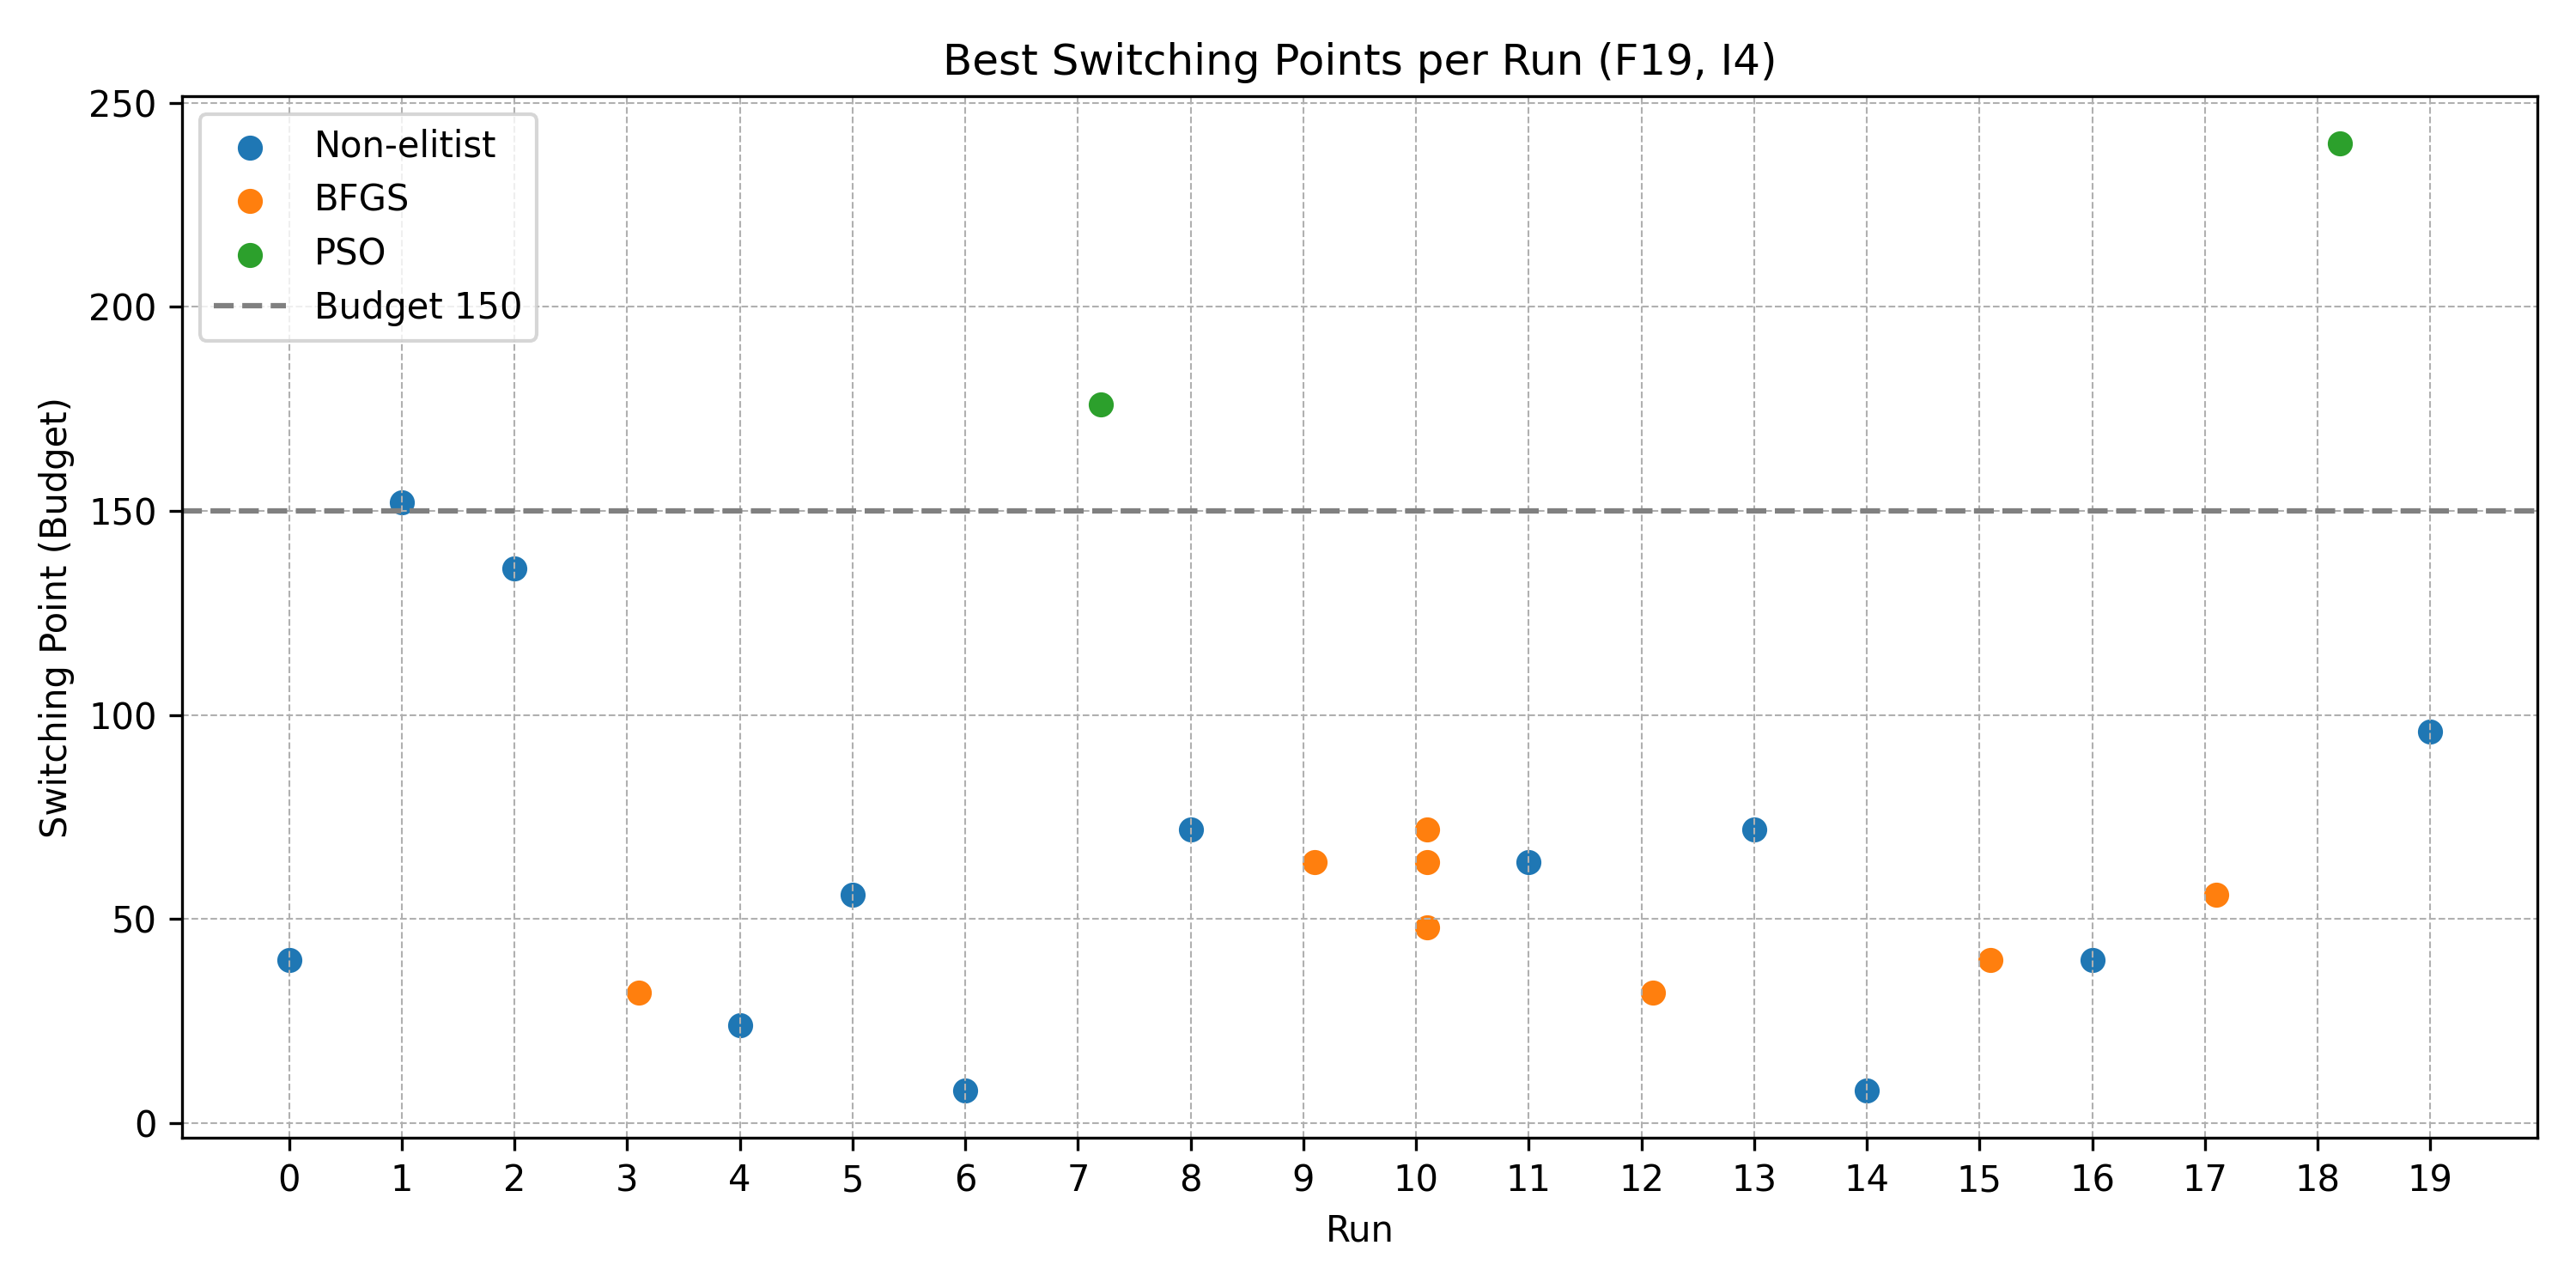 Best Switching Points per Run (F19, I4)
Non-elitist
BFGS
PSO
Budget 150
Switching Point (Budget)
250
200
150
100
50
0
0 1 2 3 4 5 6 7 8 9 10 11 12 13 14 15 16 17 18 19
Run